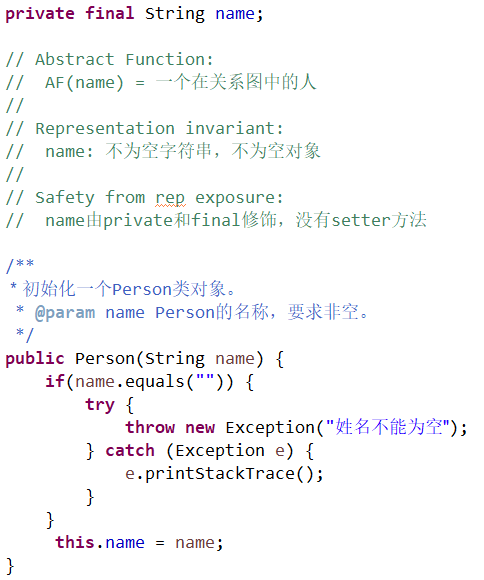 private final String name;

// Abstract Function:
//  AF(name) = 一个在关系图中的人
//
// Representation invariant:
//  name: 不为空字符串，不为空对象
//
// Safety from rep exposure:
//  name由private和final修饰，没有setter方法

/**
 * 初始化一个Person类对象。
 * @param name Person的名称，要求非空。
 */
public Person(String name) {
    if(name.equals("")) {
        try {
            throw new Exception("姓名不能为空");
        } catch (Exception e) {
            e.printStackTrace();
        }
    }
     this.name = name;
}